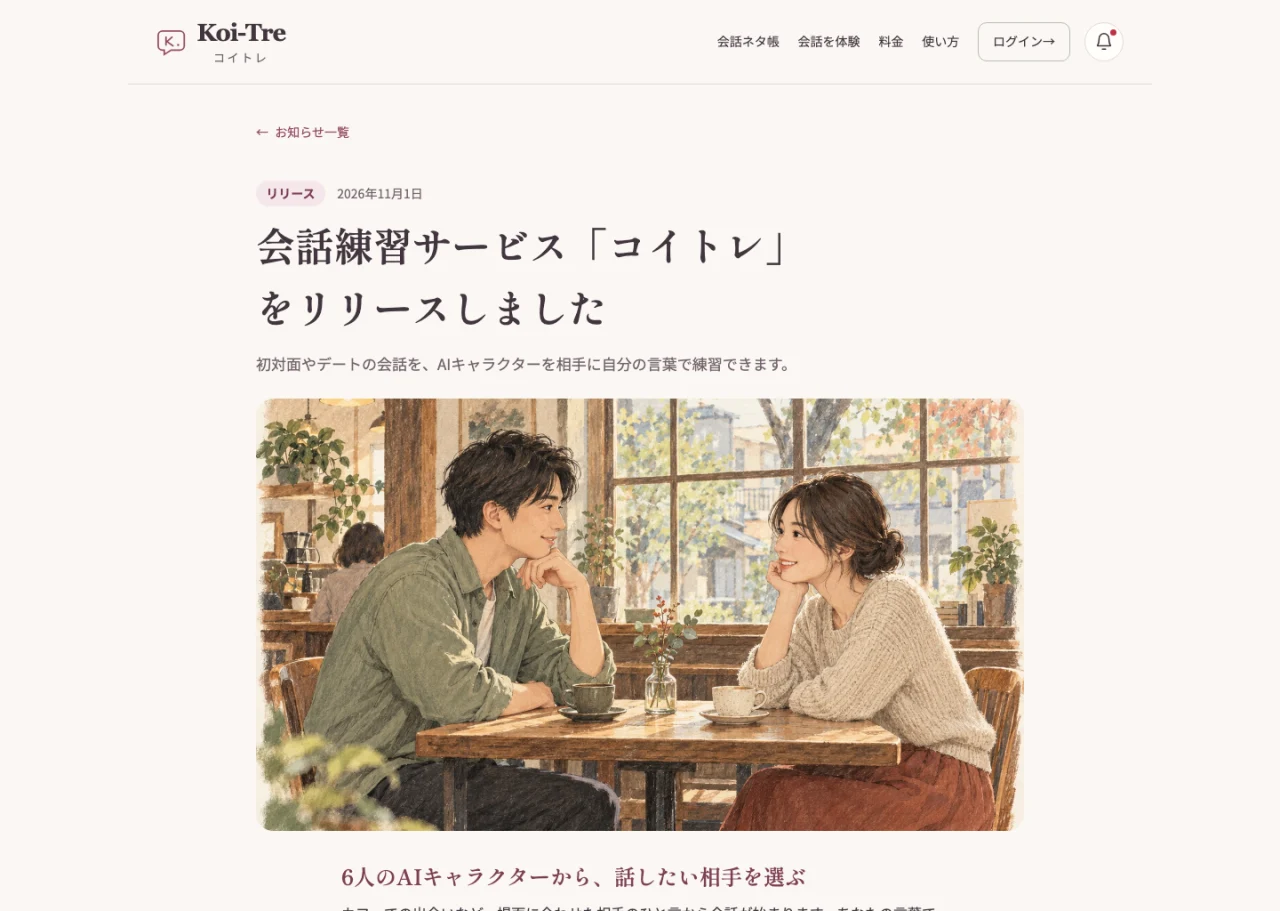 K.
Koi-Tre
コイトレ
会話ネタ帳 会話を体験 料金 使い方 ログイン→
← お知らせ一覧
リリース 2026年11月1日
会話練習サービス「コイトレ」
をリリースしました
初対面やデートの会話を、AIキャラクターを相手に自分の言葉で練習できます。
6人のAIキャラクターから、話したい相手を選ぶ